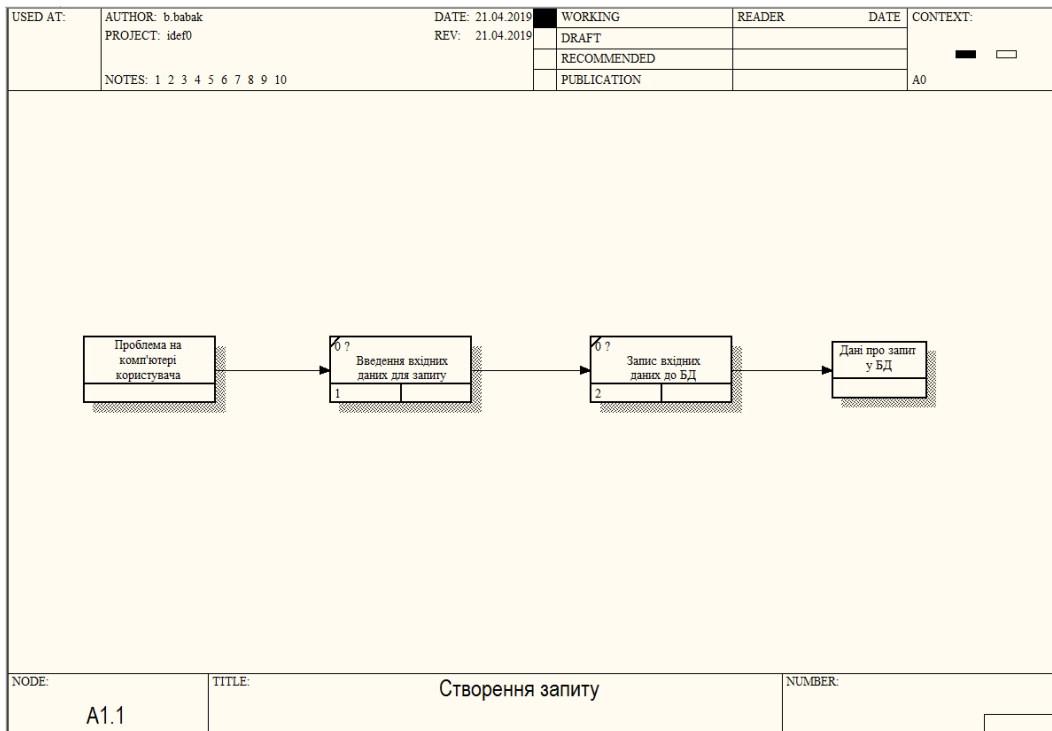 USED AT:
AUTHOR: b.babak
DATE: 21.04.2019
WORKING
READER
DATE
CONTEXT:
PROJECT: idef0
REV: 21.04.2019
DRAFT
RECOMMENDED
NOTES: 1 2 3 4 5 6 7 8 9 10
PUBLICATION
A0
Проблема на
комп'ютері
користувача
0 ?
Введення вхідних
даних для запиту
1
0 ?
Запис вхідних
даних до БД
2
Дані про запит
у БД
NODE:
A1.1
TITLE:
Створення запиту
NUMBER: